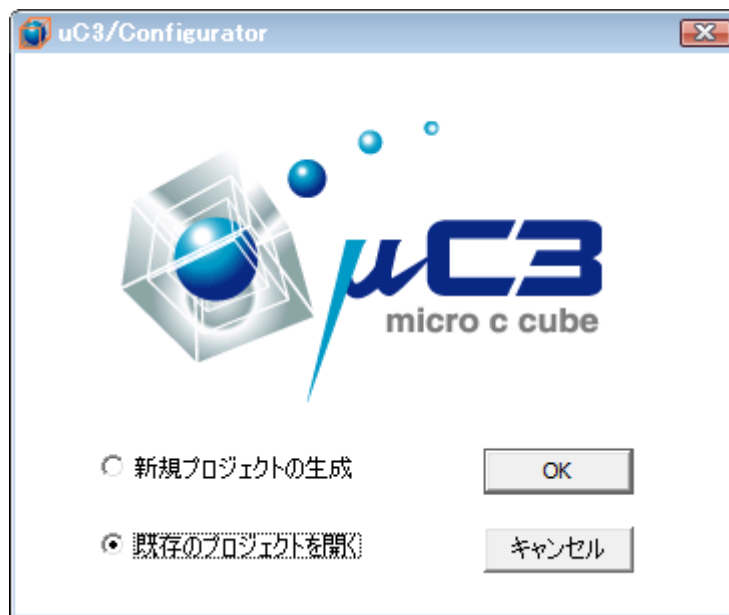 uC3/Configurator
μC3
micro c cube
新規プロジェクトの生成
OK
既存のプロジェクトを開く
キャンセル